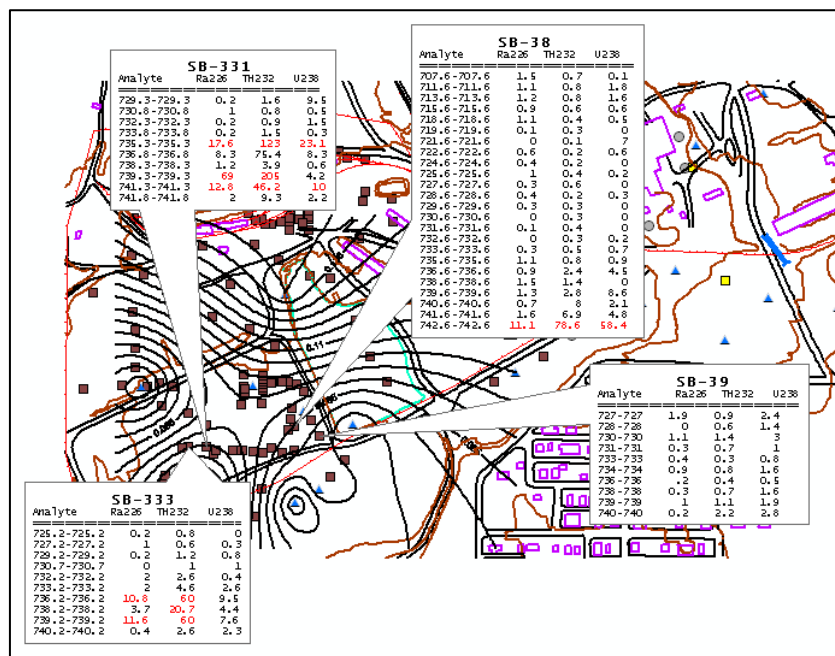 SB-331
Analyte Ra226 TH232 U238
729.3-729.3 0.2 1.6 9.5
730.8-730.8 1 0.8 0.5
732.3-732.3 0.2 0.9 1.5
733.8-733.8 0.2 1.5 0.3
735.3-735.3 17.6 123 23.1
736.8-736.8 8.3 75.4 8.3
738.3-738.3 1.2 3.9 0.6
739.3-739.3 69 205 4.2
741.3-741.3 12.8 46.2 10
741.8-741.8 2 9.3 2.2
SB-38
Analyte Ra226 TH232 U238
707.6-707.6 1.5 0.7 0.1
711.6-711.6 1.1 0.8 1.8
713.6-713.6 1.2 0.8 1.6
715.6-715.6 0.9 0.6 0.6
718.6-718.6 1.1 0.4 0.5
719.6-719.6 0.1 0.3 0
721.6-721.6 0 0.1 7
722.6-722.6 0.6 0.2 0.6
724.6-724.6 0.4 0.2 0
725.6-725.6 1 0.4 0.2
727.6-727.6 0.3 0.6 0
728.6-728.6 0.4 0.2 0.3
729.6-729.6 0.3 0.3 0
730.6-730.6 0 0.3 0
731.6-731.6 0.1 0.4 0
732.6-732.6 0 0.3 0.2
733.6-733.6 0.3 0.5 0.7
735.6-735.6 1.1 0.8 0.9
736.6-736.6 0.9 2.4 4.5
738.6-738.6 1.5 1.4 0
739.6-739.6 1.3 2.8 8.6
740.6-740.6 0.7 8 2.1
741.6-741.6 1.6 6.9 4.8
742.6-742.6 11.1 78.6 58.4
0.11
SB-39
Analyte Ra226 TH232 U238
727-727 1.9 0.9 2.4
728-728 0 0.6 1.4
730-730 1.1 1.4 3
731-731 0.3 0.7 1
733-733 0.4 0.3 0.8
734-734 0.9 0.8 1.6
736-736 .2 0.4 0.5
738-738 0.3 0.7 1.6
739-739 1 1.1 1.9
740-740 0.2 2.2 2.8
SB-333
Analyte Ra226 TH232 U238
725.2-725.2 0.2 0.8 0
727.2-727.2 1 0.6 0.3
729.2-729.2 0.2 1.2 0.8
730.7-730.7 0 1 1
732.2-732.2 2 2.6 0.4
733.2-733.2 2 4.6 2.6
736.2-736.2 10.8 60 9.5
738.2-738.2 3.7 20.7 4.4
739.2-739.2 11.6 60 7.6
740.2-740.2 0.4 2.6 2.3